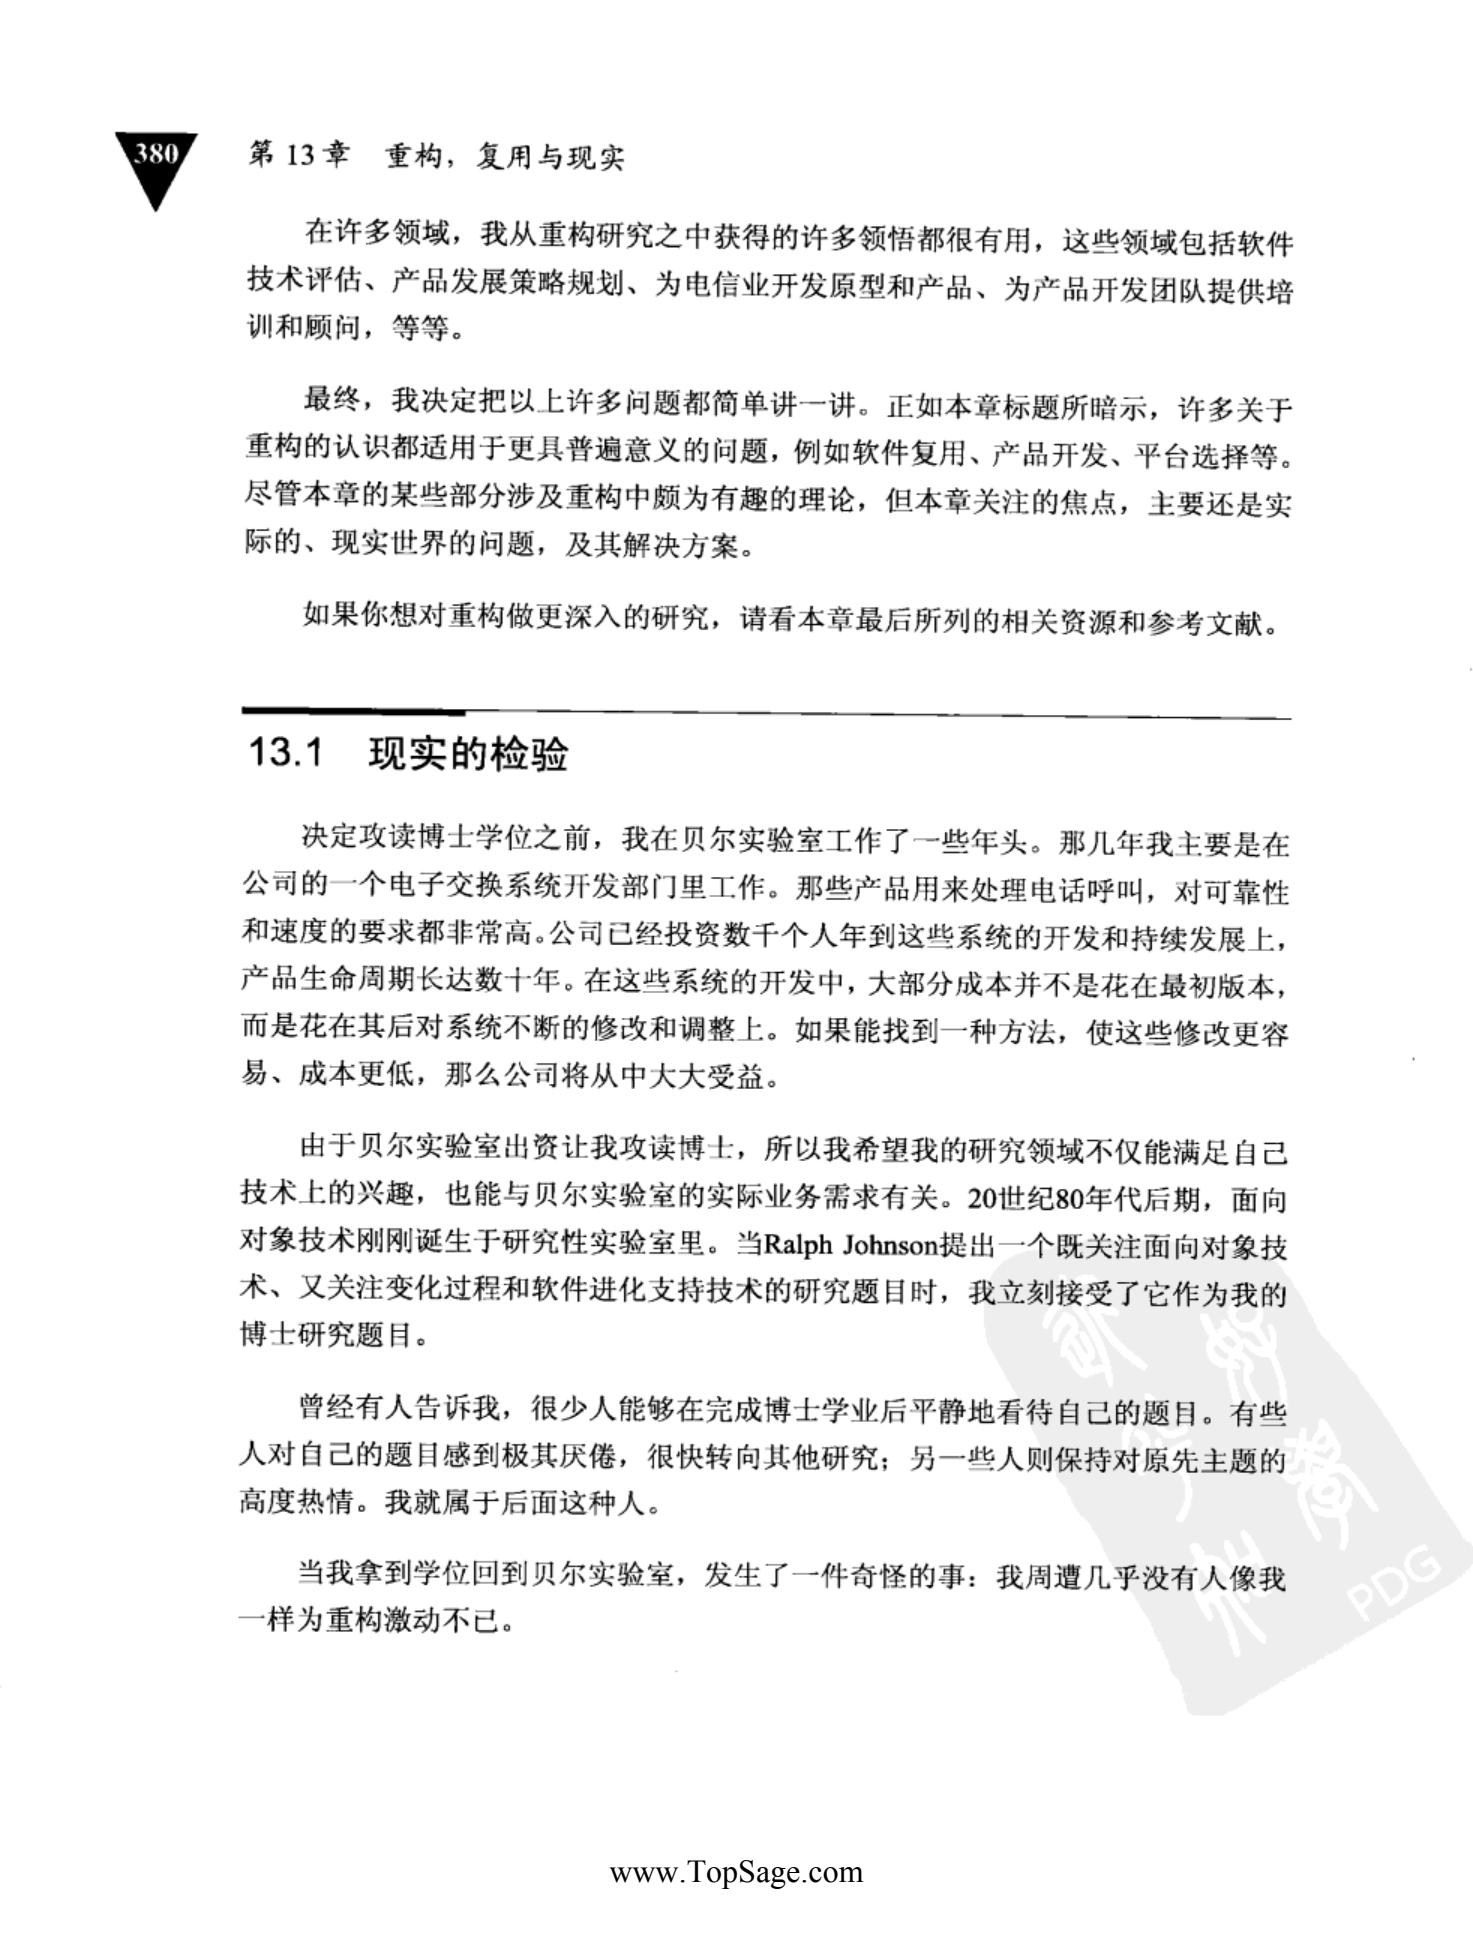 380
第 13 章 重构，复用与现实
在许多领域，我从重构研究之中获得的许多领悟都很有用，这些领域包括软件
技术评估、产品发展策略规划、为电信业开发原型和产品、为产品开发团队提供培
训和顾问，等等。
最终，我决定把以上许多问题都简单讲一讲。正如本章标题所暗示，许多关于
重构的认识都适用于更具普遍意义的问题，例如软件复用、产品开发、平台选择等。
尽管本章的某些部分涉及重构中颇为有趣的理论，但本章关注的焦点，主要还是实
际的、现实世界的问题，及其解决方案。
如果你想对重构做更深入的研究，请看本章最后所列的相关资源和参考文献。
13.1 现实的检验
决定攻读博士学位之前，我在贝尔实验室工作了一些年头。那几年我主要是在
公司的一个电子交换系统开发部门里工作。那些产品用来处理电话呼叫，对可靠性
和速度的要求都非常高。公司已经投资数千个人年到这些系统的开发和持续发展上，
产品生命周期长达数十年。在这些系统的开发中，大部分成本并不是花在最初版本，
而是花在其后对系统不断的修改和调整上。如果能找到一种方法，使这些修改更容
易、成本更低，那么公司将从中大大受益。
由于贝尔实验室出资让我攻读博士，所以我希望我的研究领域不仅能满足自己
技术上的兴趣，也能与贝尔实验室的实际业务需求有关。20世纪80年代后期，面向
对象技术刚刚诞生于研究性实验室里。当Ralph Johnson提出一个既关注面向对象技
术、又关注变化过程和软件进化支持技术的研究题目时，我立刻接受了它作为我的
博士研究题目。
曾经有人告诉我，很少人能够在完成博士学业后平静地看待自己的题目。有些
人对自己的题目感到极其厌倦，很快转向其他研究；另一些人则保持对原先主题的
高度热情。我就属于后面这种人。
当我拿到学位回到贝尔实验室，发生了一件奇怪的事：我周遭几乎没有人像我
一样为重构激动不已。
PDG
www.TopSage.com